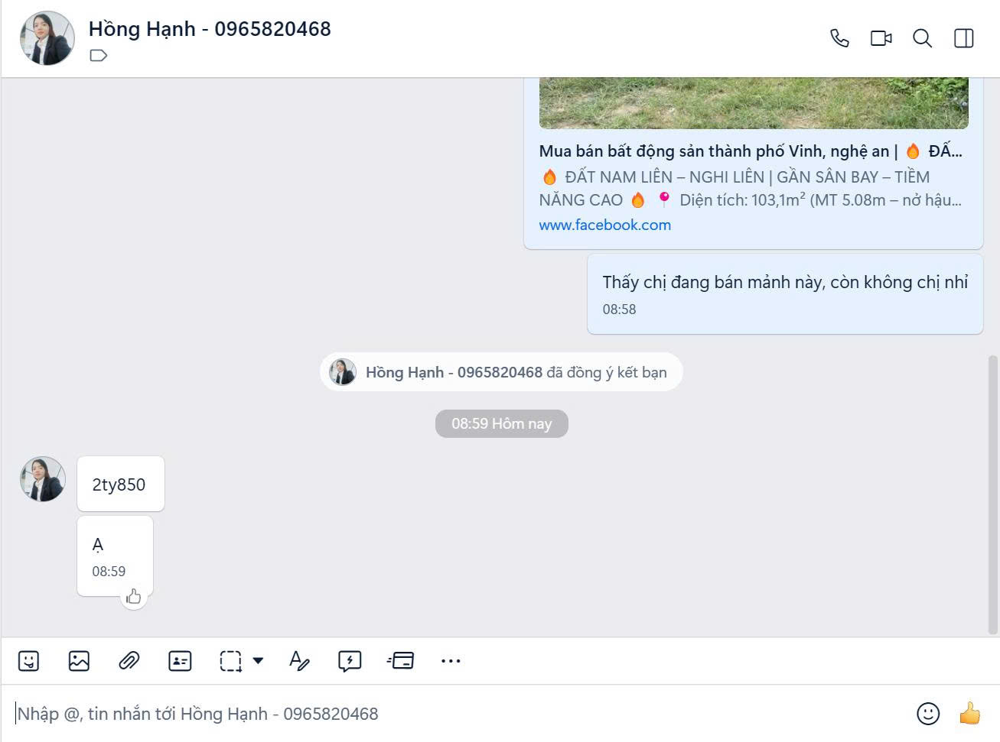 Hồng Hạnh - 0965820468
Mua bán bất động sản thành phố Vinh, nghệ an | 🔥 ĐẤ...
🔥 ĐẤT NAM LIÊN – NGHI LIÊN | GẦN SÂN BAY – TIỀM
NĂNG CAO 🔥 📍 Diện tích: 103,1m² (MT 5.08m – nở hậu...
www.facebook.com
Thấy chị đang bán mảnh này, còn không chị nhỉ
08:58
Hồng Hạnh - 0965820468 đã đồng ý kết bạn
08:59 Hôm nay
2ty850
Ạ
08:59
Nhập @, tin nhắn tới Hồng Hạnh - 0965820468